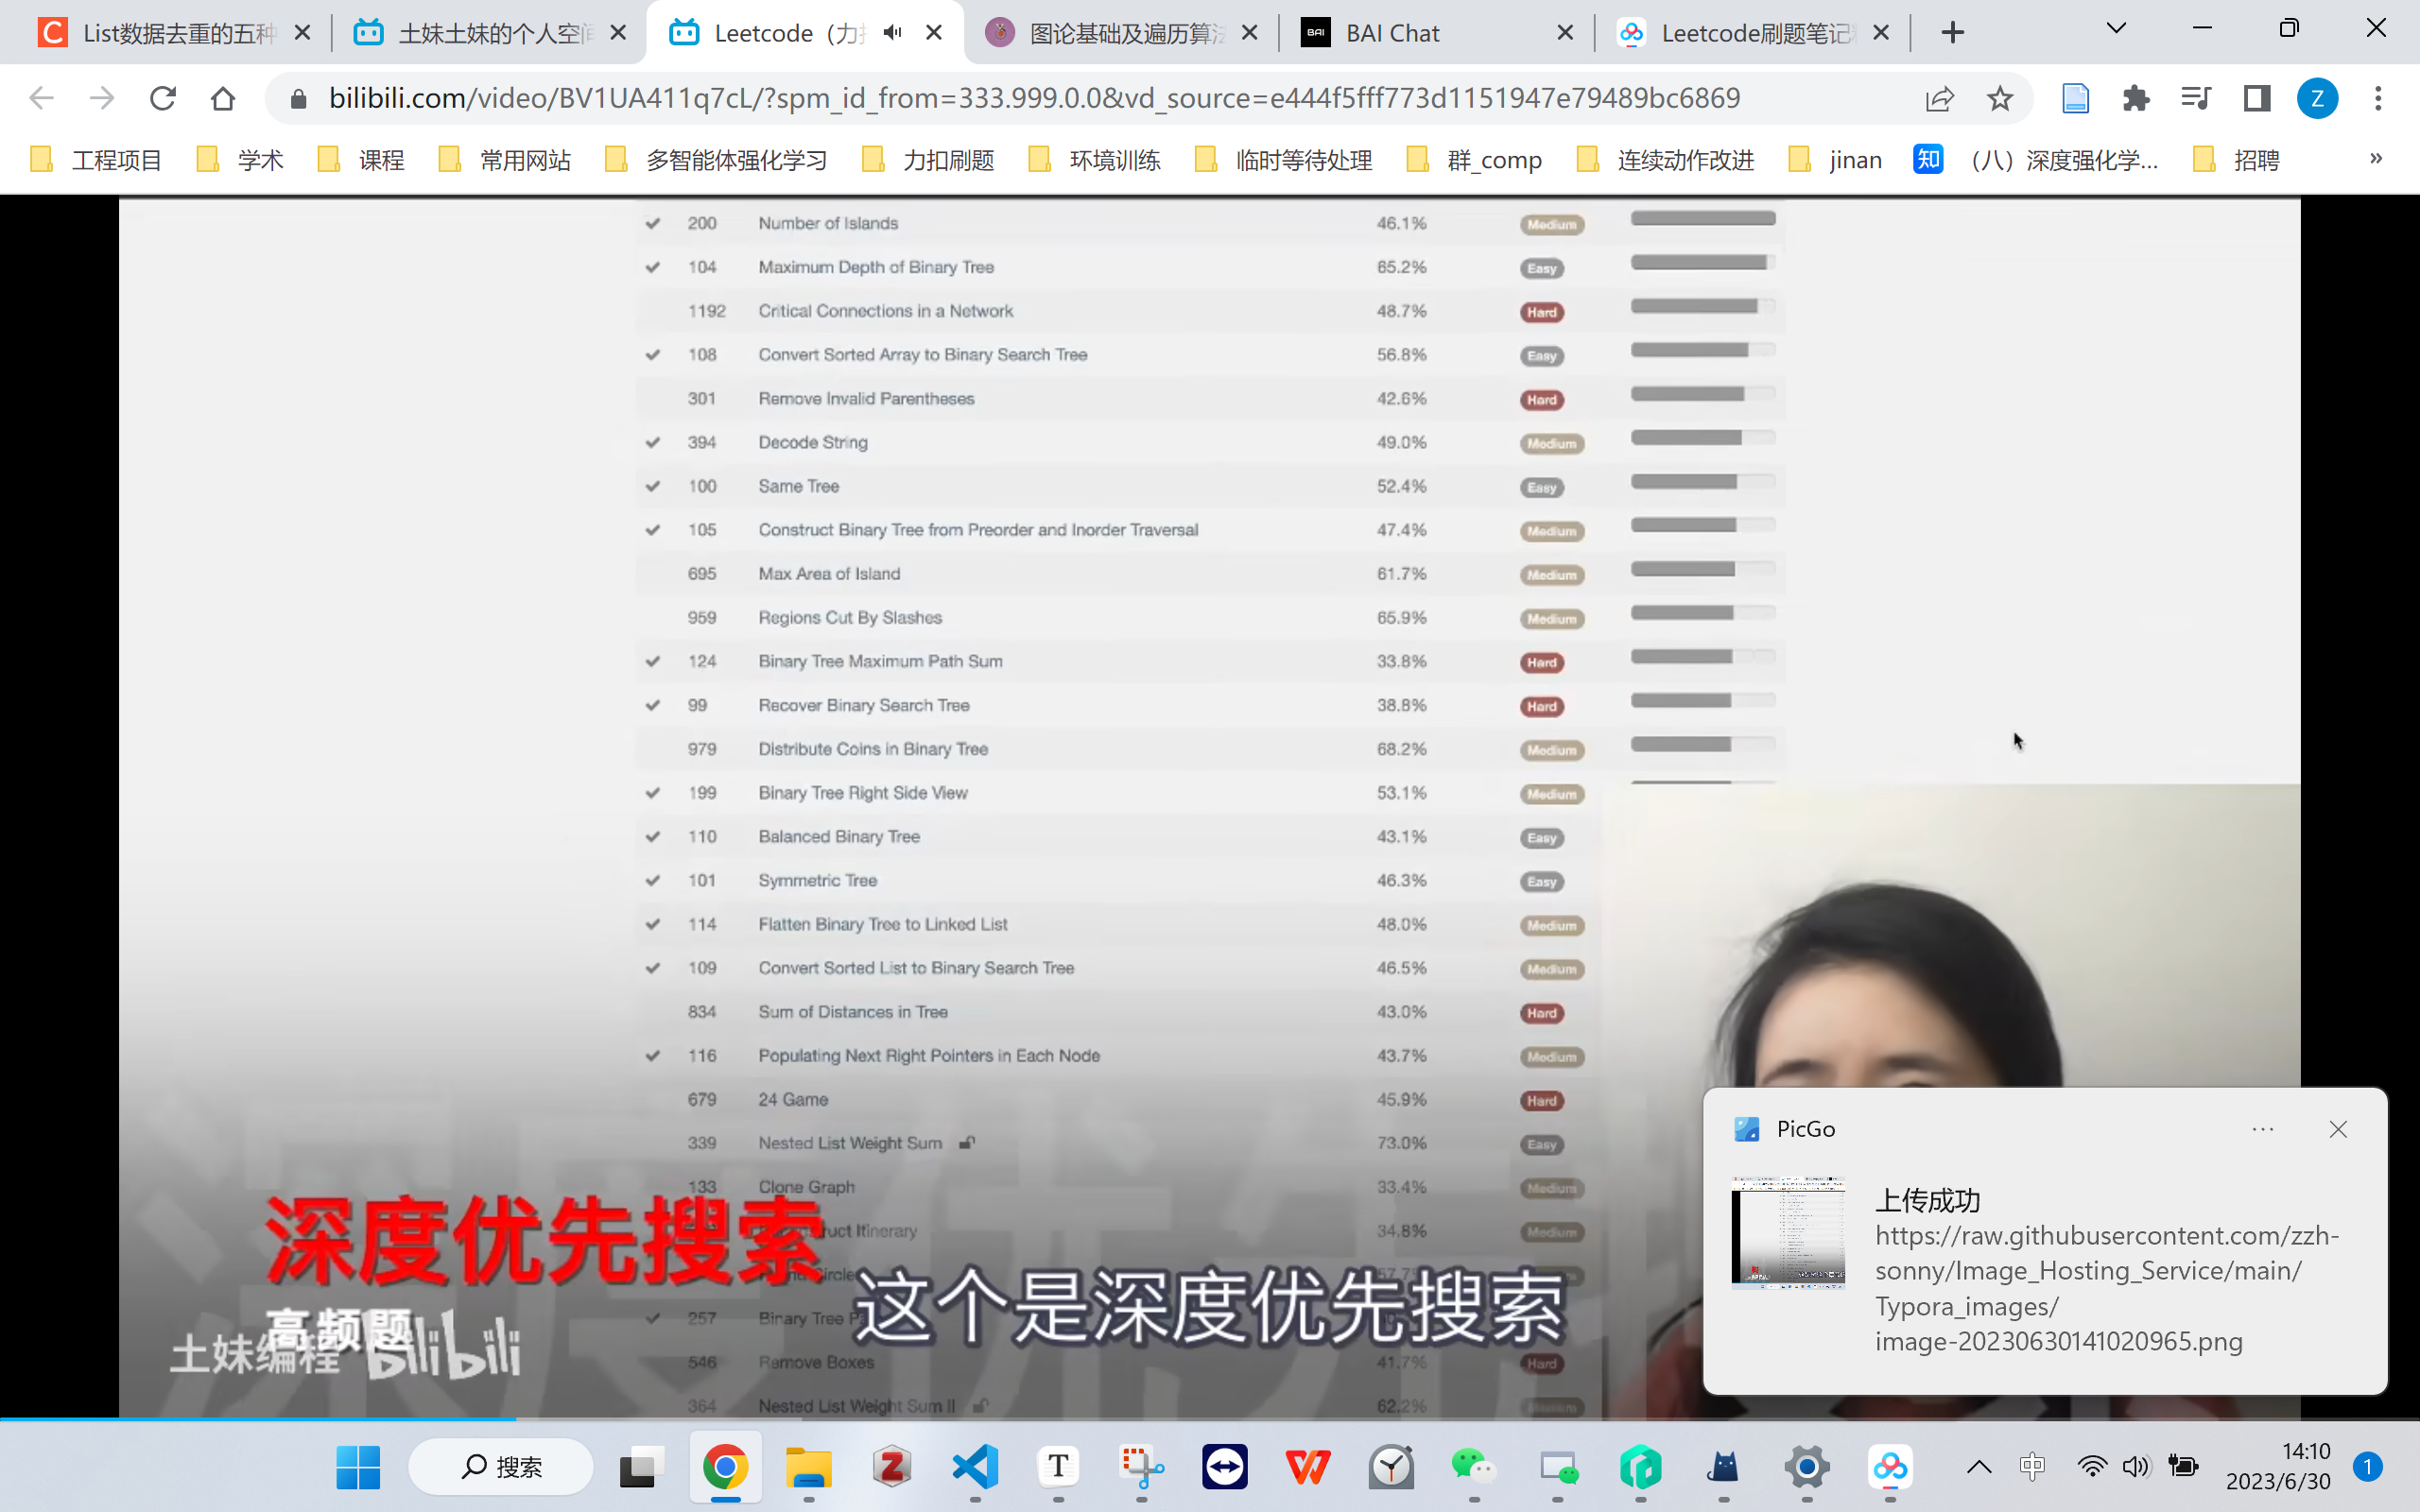 List数据去重的五种
土妹土妹的个人空间
Leetcode（力扣
图论基础及遍历算法
BAI Chat
Leetcode刷题笔记
bilibili.com/video/BV1UA411q7cL/?spm_id_from=333.999.0.0&vd_source=e444f5fff773d1151947e79489bc6869
Z
工程项目 学术 课程 常用网站 多智能体强化学习 力扣刷题 环境训练 临时等待处理 群_comp 连续动作改进 jinan 知 （八）深度强化学... 招聘 »
200 Number of Islands 46.1% Medium
104 Maximum Depth of Binary Tree 65.2% Easy
1192 Critical Connections in a Network 48.7% Hard
108 Convert Sorted Array to Binary Search Tree 56.8% Easy
301 Remove Invalid Parentheses 42.6% Hard
394 Decode String 49.0% Medium
100 Same Tree 52.4% Easy
105 Construct Binary Tree from Preorder and Inorder Traversal 47.4% Medium
695 Max Area of Island 61.7% Medium
959 Regions Cut By Slashes 65.9% Medium
124 Binary Tree Maximum Path Sum 33.8% Hard
99 Recover Binary Search Tree 38.8% Hard
979 Distribute Coins in Binary Tree 68.2% Medium
199 Binary Tree Right Side View 53.1% Medium
110 Balanced Binary Tree 43.1% Easy
101 Symmetric Tree 46.3% Easy
114 Flatten Binary Tree to Linked List 48.0% Medium
109 Convert Sorted List to Binary Search Tree 46.5% Medium
834 Sum of Distances in Tree 43.0% Hard
116 Populating Next Right Pointers in Each Node 43.7% Medium
679 24 Game 45.9% Hard
339 Nested List Weight Sum 73.0% Easy
133 Clone Graph 33.4% Medium
Itinerary 34.8% Medium
257 Binary Tree
546 Remove Boxes 41.7% Hard
364 Nested List Weight Sum II 62.2% Medium
深度优先
深度优先搜索
高频题
土妹编程 bilibili
这个是深度优先搜索
PicGo
上传成功
https://raw.githubusercontent.com/zzh-
sonny/Image_Hosting_Service/main/
Typora_images/
image-20230630141020965.png
搜索
中
14:10
2023/6/30
1